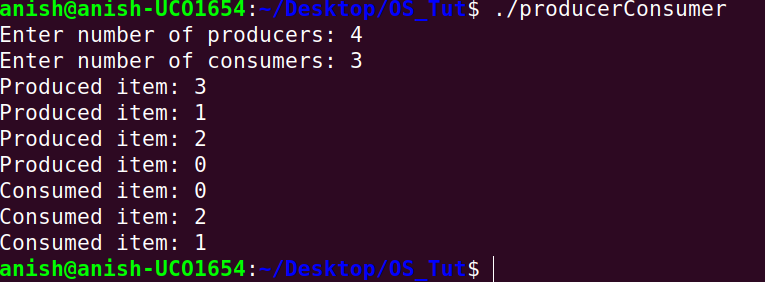 anish@anish-UCO1654:~/Desktop/OS_Tut$ ./producerConsumer
Enter number of producers: 4
Enter number of consumers: 3
Produced item: 3
Produced item: 1
Produced item: 2
Produced item: 0
Consumed item: 0
Consumed item: 2
Consumed item: 1
anish@anish-UCO1654:~/Desktop/OS_Tut$